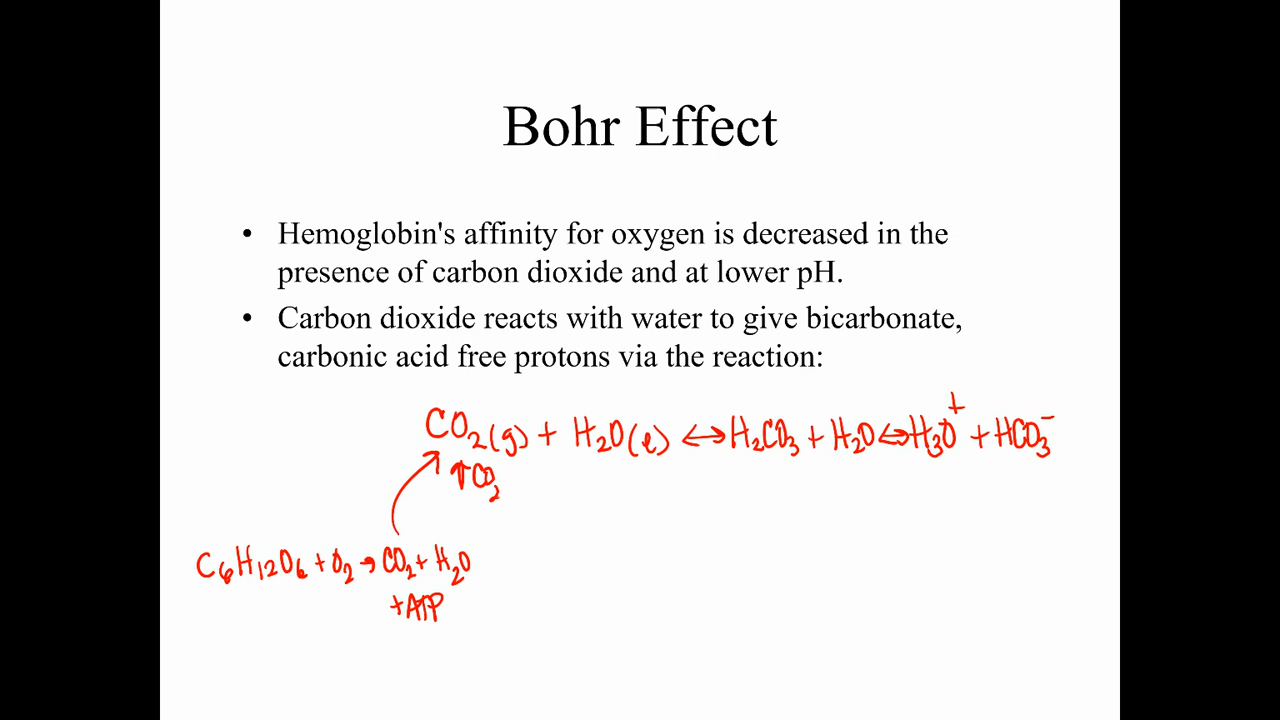 Bohr Effect
• Hemoglobin's affinity for oxygen is decreased in the
presence of carbon dioxide and at lower pH.
• Carbon dioxide reacts with water to give bicarbonate,
carbonic acid free protons via the reaction:
CO₂(g) + H₂O(l) ↔ H₂CO₃ + H₂O ↔ H₃O⁺ + HCO₃⁻
↑CO₂
C₆H₁₂O₆ + O₂ → CO₂ + H₂O
+ATP